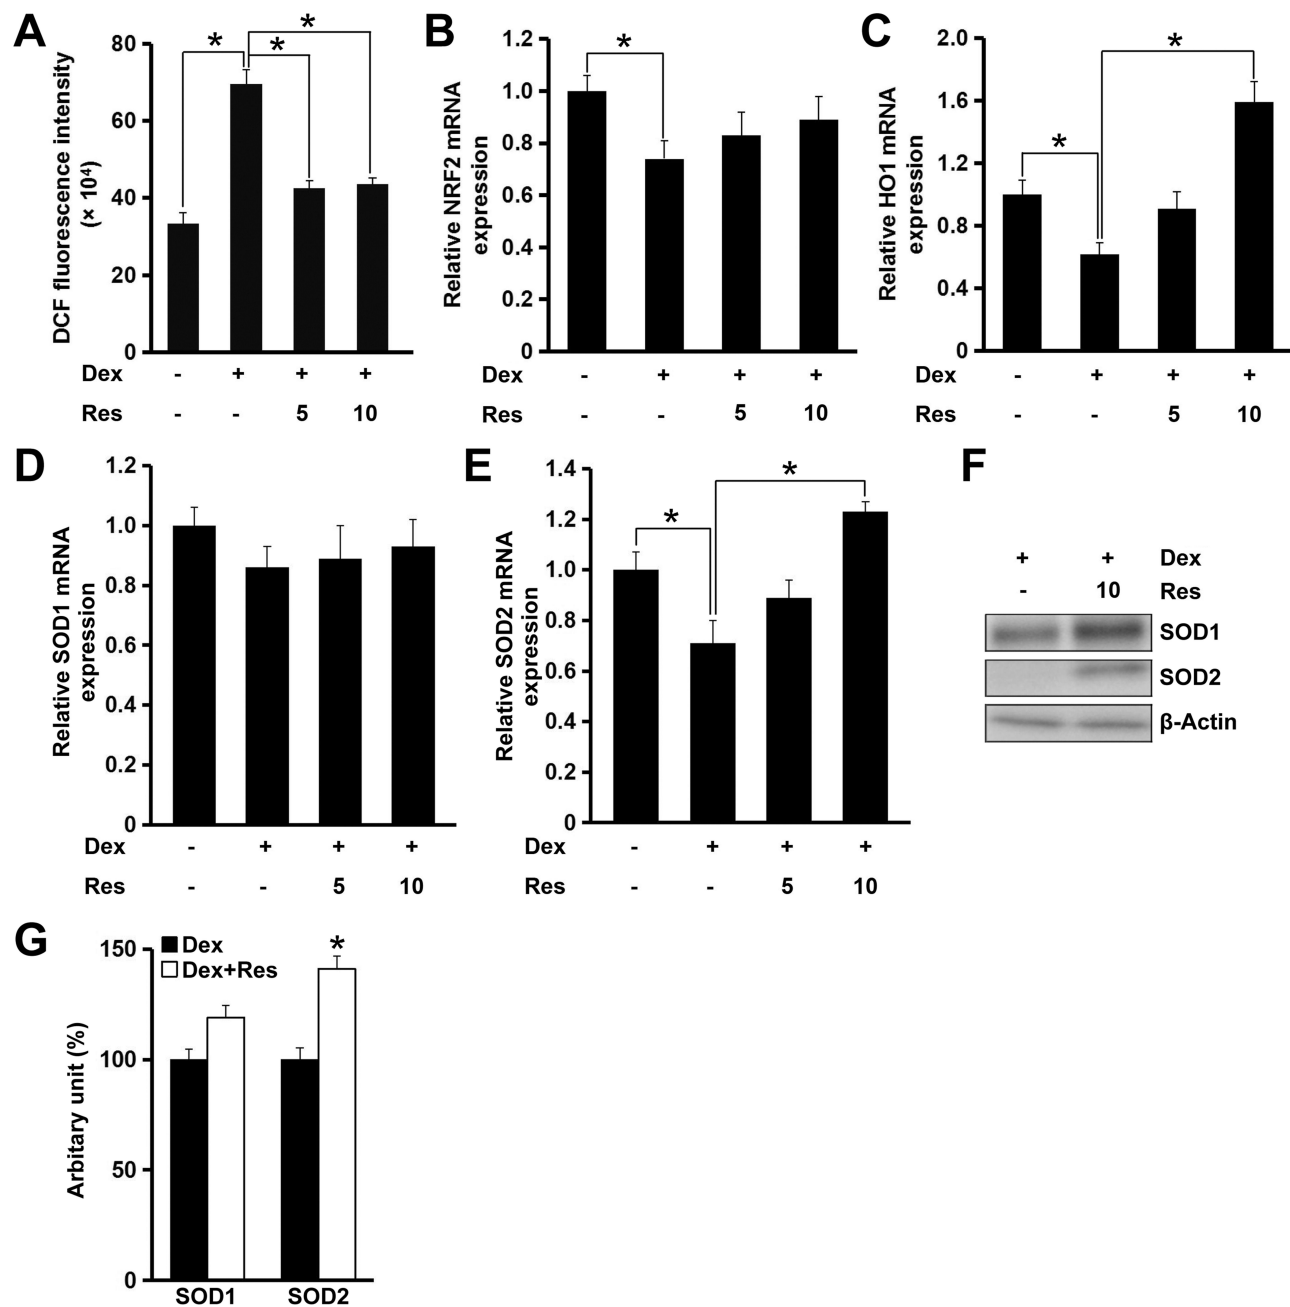 A
DCF fluorescence intensity
(× 10⁴)
80
60
40
20
0
* * *
Dex - + + +
Res - - 5 10
B
Relative NRF2 mRNA
expression
1.2
1.0
0.8
0.6
0.4
0.2
0
*
Dex - + + +
Res - - 5 10
C
Relative HO1 mRNA
expression
2.0
1.6
1.2
0.8
0.4
0
* *
Dex - + + +
Res - - 5 10
D
Relative SOD1 mRNA
expression
1.2
1.0
0.8
0.6
0.4
0.2
0
Dex - + + +
Res - - 5 10
E
Relative SOD2 mRNA
expression
1.4
1.2
1.0
0.8
0.6
0.4
0.2
0
* *
Dex - + + +
Res - - 5 10
F
+ + Dex
- 10 Res
SOD1
SOD2
β-Actin
G
Arbitary unit (%)
150
100
50
0
Dex
Dex+Res
*
SOD1 SOD2